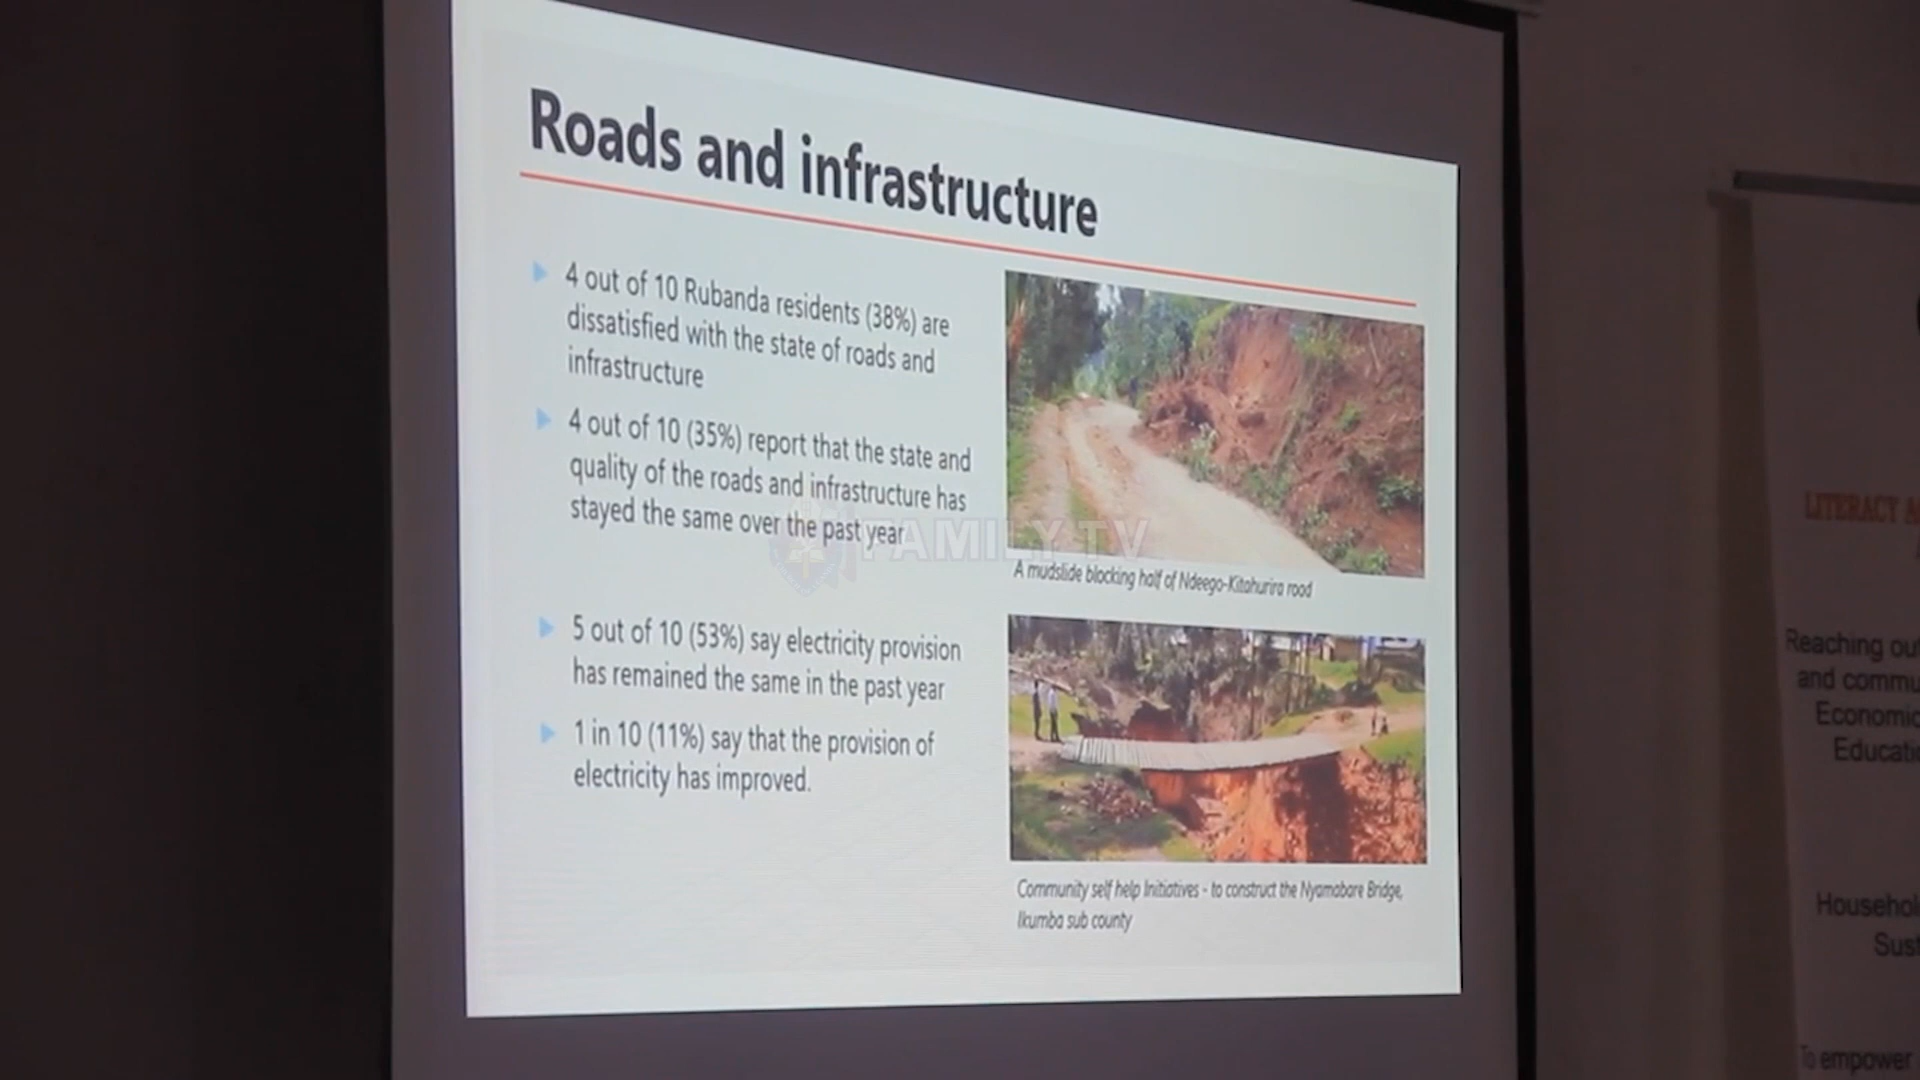 Roads and infrastructure
4 out of 10 Rubanda residents (38%) are
dissatisfied with the state of roads and
infrastructure
4 out of 10 (35%) report that the state and
quality of the roads and infrastructure has
stayed the same over the past year
5 out of 10 (53%) say electricity provision
has remained the same in the past year
1 in 10 (11%) say that the provision of
electricity has improved.
A mudslide blocking half of Ndeego-Kitahurira road
Community self help Initiatives - to construct the Nyamabare Bridge,
Ikumba sub county
FAMILY TV
LITERACY A
Reaching out
and commu
Economic
Educati
Househol
Sust
To empower